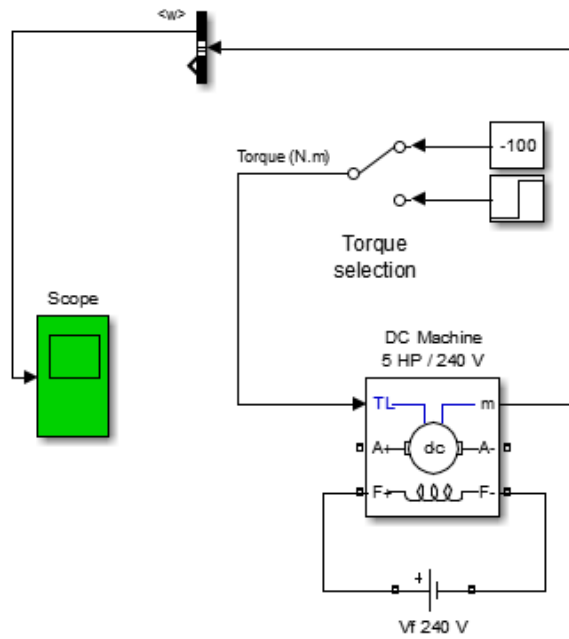 <w>
Torque (N.m)
-100
Torque
selection
Scope
DC Machine
5 HP / 240 V
TL
m
A+
dc
A-
F+
F-
+
Vf 240 V